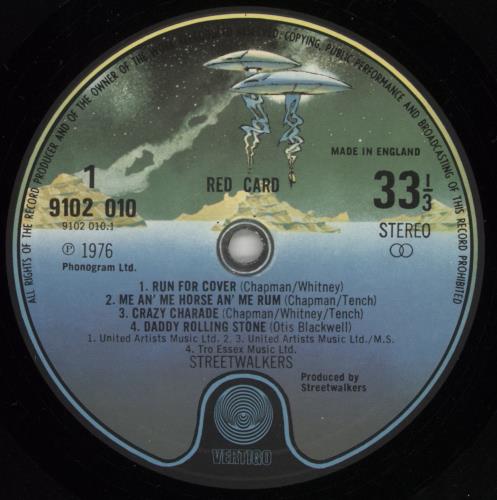 ALL RIGHTS OF THE RECORD PRODUCER AND OF THE OWNER OF THE WORK REPRODUCED RESERVED. COPYING, PUBLIC PERFORMANCE AND BROADCASTING OF THIS RECORD PROHIBITED
MADE IN ENGLAND
1
RED CARD
33⅓
9102 010
9102 010.1
STEREO
Ⓟ 1976
Phonogram Ltd.
1. RUN FOR COVER (Chapman/Whitney)
2. ME AN' ME HORSE AN' ME RUM (Chapman/Tench)
3. CRAZY CHARADE (Chapman/Whitney/Tench)
4. DADDY ROLLING STONE (Otis Blackwell)
1. United Artists Music Ltd. 2. 3. United Artists Music Ltd./M.S.
4. Tro Essex Music Ltd.
STREETWALKERS
Produced by
Streetwalkers
VERTIGO